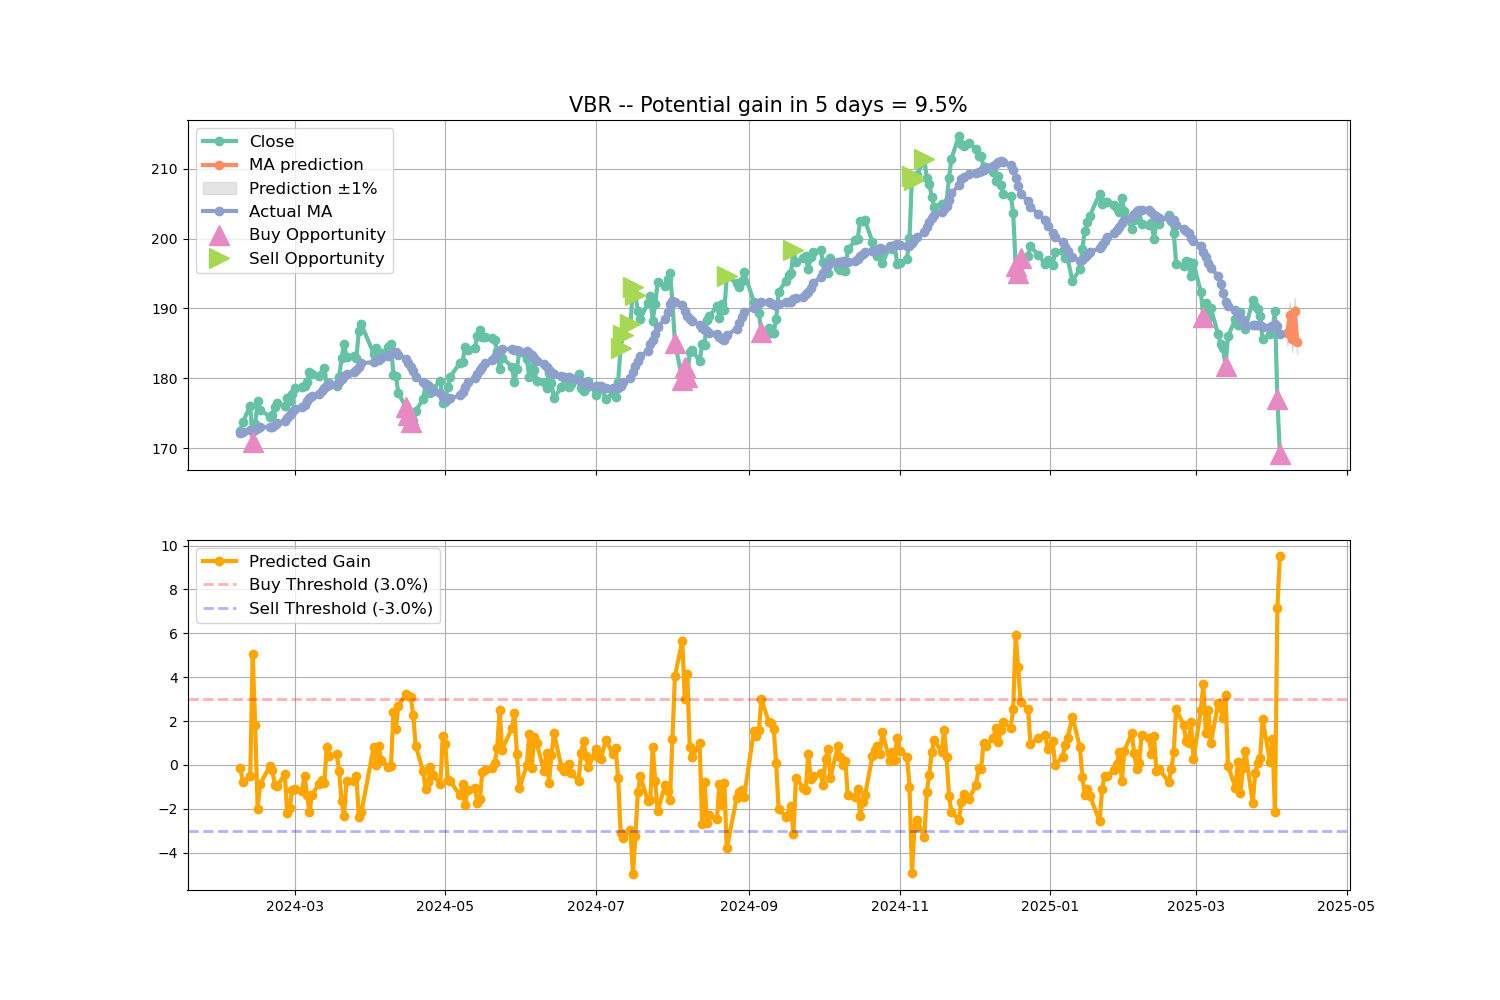 VBR -- Potential gain in 5 days = 9.5%
Close
MA prediction
Prediction ±1%
Actual MA
Buy Opportunity
Sell Opportunity
210
200
190
180
170
Predicted Gain
Buy Threshold (3.0%)
Sell Threshold (-3.0%)
10
8
6
4
2
0
−2
−4
2024-03 2024-05 2024-07 2024-09 2024-11 2025-01 2025-03 2025-05